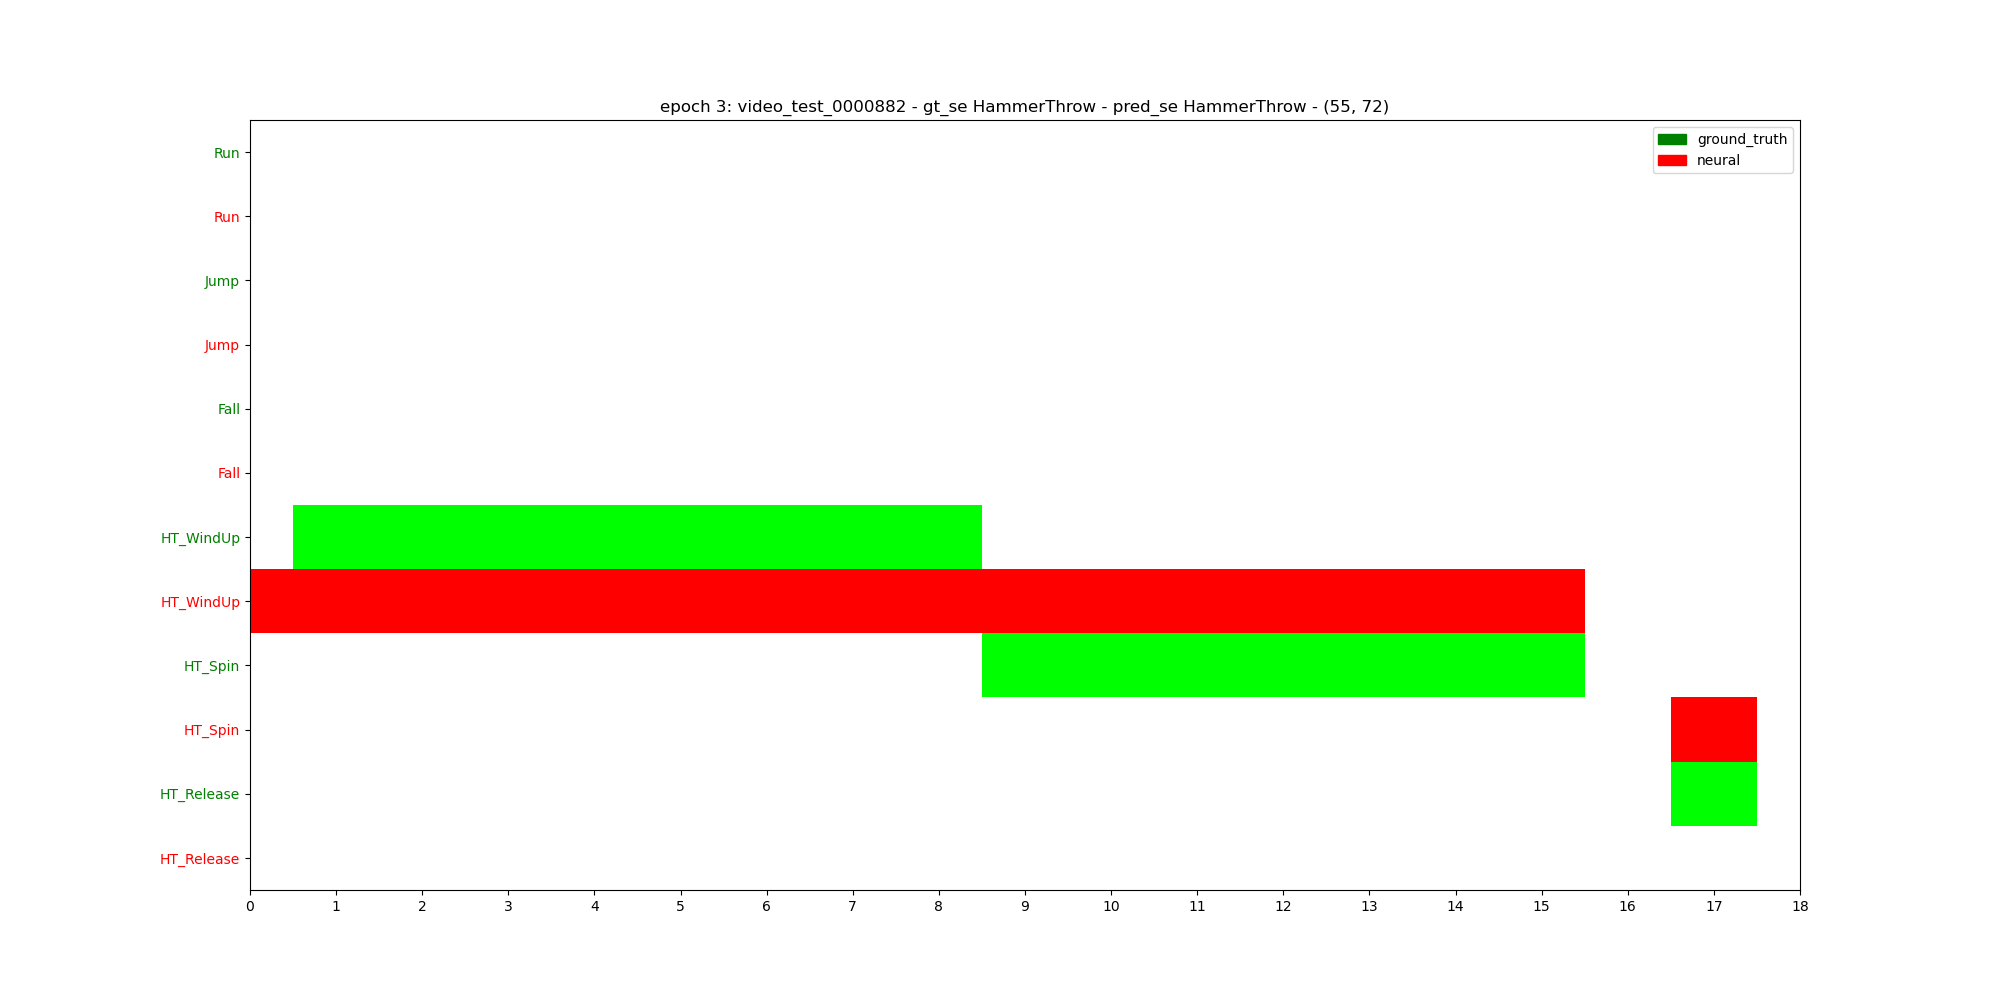 epoch 3: video_test_0000882 - gt_se HammerThrow - pred_se HammerThrow - (55, 72)
ground_truth
neural
Run
Run
Jump
Jump
Fall
Fall
HT_WindUp
HT_WindUp
HT_Spin
HT_Spin
HT_Release
HT_Release
0 1 2 3 4 5 6 7 8 9 10 11 12 13 14 15 16 17 18